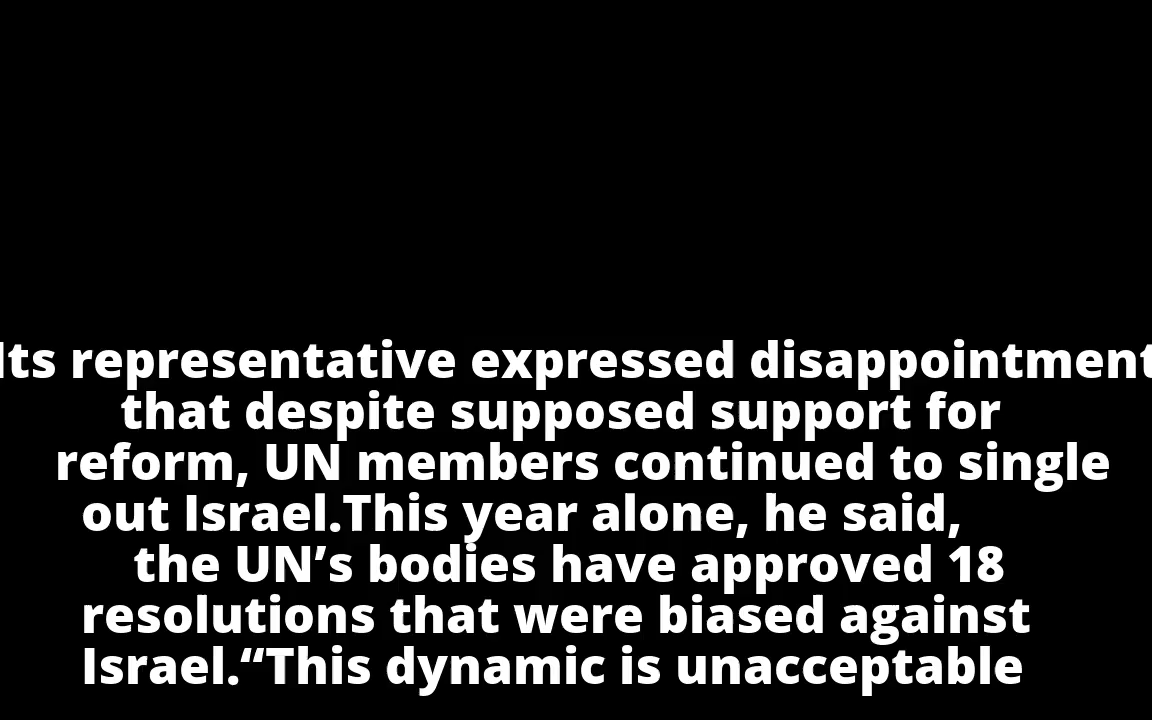 Its representative expressed disappointment
that despite supposed support for
reform, UN members continued to single
out Israel.This year alone, he said,
the UN’s bodies have approved 18
resolutions that were biased against
Israel.“This dynamic is unacceptable